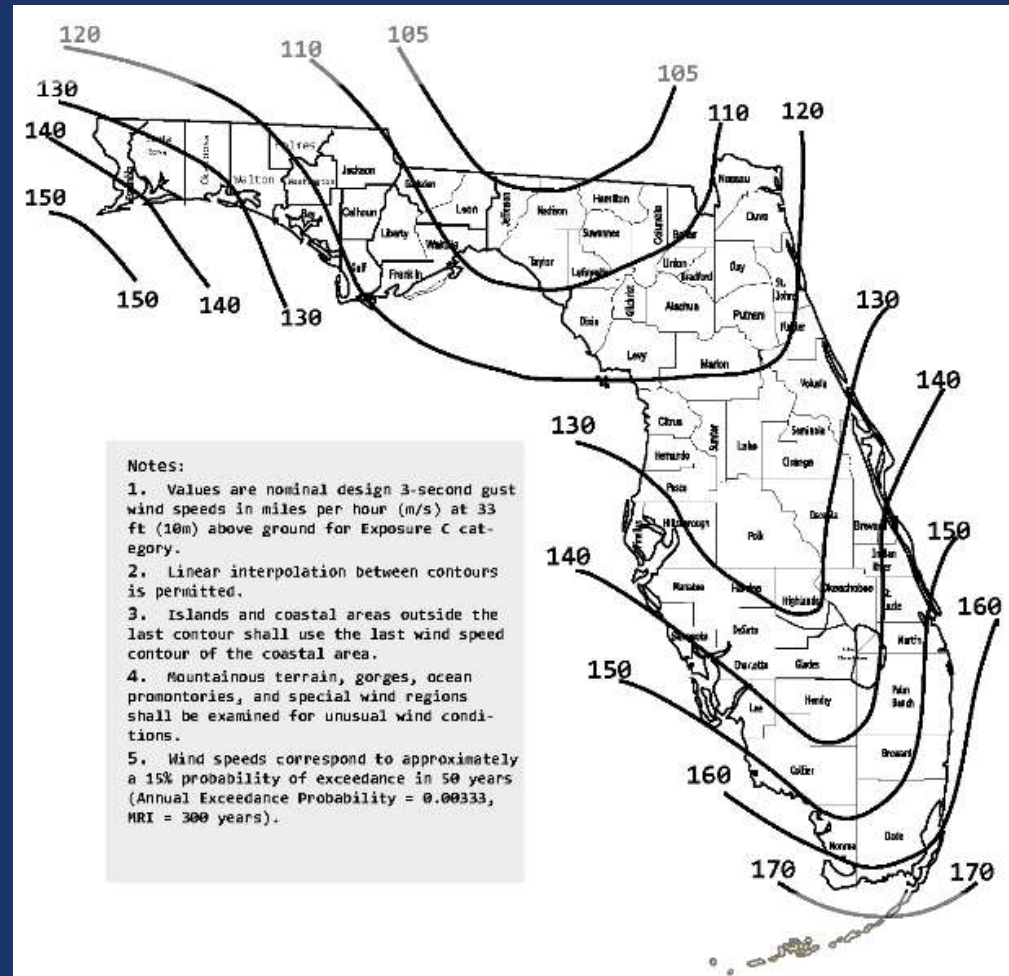 120
110
105
105
130
110
120
140
Holmes
Jackson
Walton
Washington
Gadsden
Leon
Jefferson
Madison
Hamilton
Columbia
Baker
Nassau
Duva
150
Bay
Calhoun
Liberty
Wakulla
Taylor
Suwannee
Lafayette
Union
Bradford
Clay
St.
Johns
Gulf
Franklin
Dixie
Gilchrist
Alachua
Putnam
150
140
130
130
Levy
Marion
Volusia
140
130
Citrus
Sumter
Lake
Seminole
Orange
Hernando
Pasco
Hillsborough
Polk
Osceola
Brevard
150
Indian
River
140
Manatee
Hardee
Highlands
Okeechobee
St.
Lucie
160
Sarasota
DeSoto
Martin
150
Charlotte
Glades
Lee
Hendry
Palm
Beach
Broward
Collier
160
Monroe
Dade
170
170
Notes:
1. Values are nominal design 3-second gust
wind speeds in miles per hour (m/s) at 33
ft (10m) above ground for Exposure C cat-
egory.
2. Linear interpolation between contours
is permitted.
3. Islands and coastal areas outside the
last contour shall use the last wind speed
contour of the coastal area.
4. Mountainous terrain, gorges, ocean
promontories, and special wind regions
shall be examined for unusual wind condi-
tions.
5. Wind speeds correspond to approximately
a 15% probability of exceedance in 50 years
(Annual Exceedance Probability = 0.00333,
MRI = 300 years).